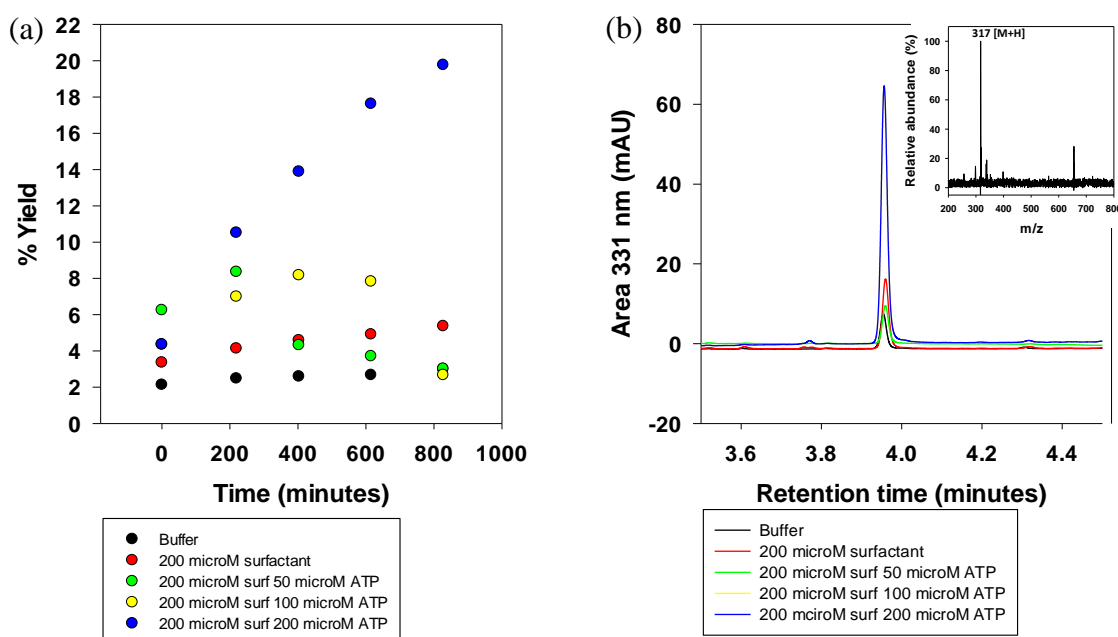 (a)
22
20
18
16
14
12
10
8
6
4
2
0
% Yield
0 200 400 600 800 1000
Time (minutes)
Buffer
200 microM surfactant
200 microM surf 50 microM ATP
200 microM surf 100 microM ATP
200 microM surf 200 microM ATP
(b)
80
60
40
20
0
-20
Area 331 nm (mAU)
3.6 3.8 4.0 4.2 4.4
Retention time (minutes)
317 [M+H]
100
80
60
40
20
0
Relative abundance (%)
200 300 400 500 600 700 800
m/z
Buffer
200 microM surfactant
200 microM surf 50 microM ATP
200 microM surf 100 microM ATP
200 mciroM surf 200 microM ATP